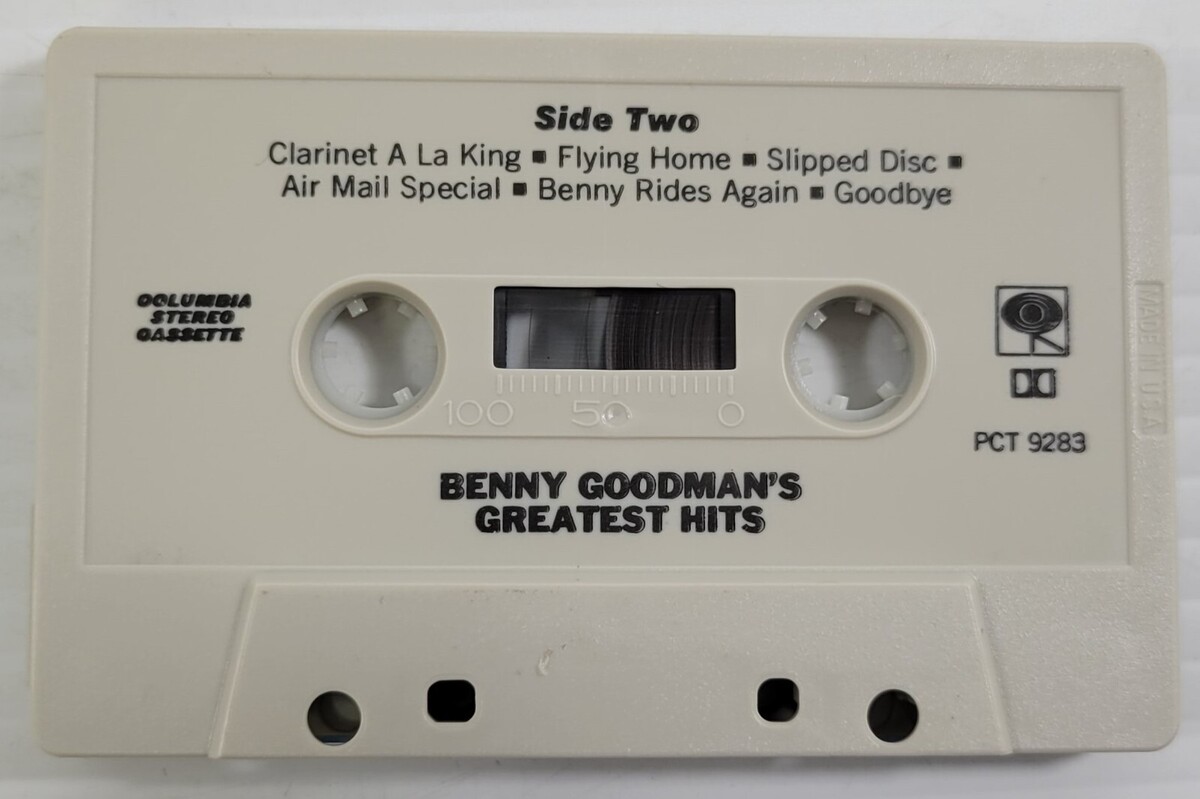 Side Two
Clarinet A La King ▪ Flying Home ▪ Slipped Disc ▪
Air Mail Special ▪ Benny Rides Again ▪ Goodbye
COLUMBIA
STEREO
CASSETTE
100 50 0
PCT 9283
MADE IN U.S.A.
BENNY GOODMAN'S
GREATEST HITS